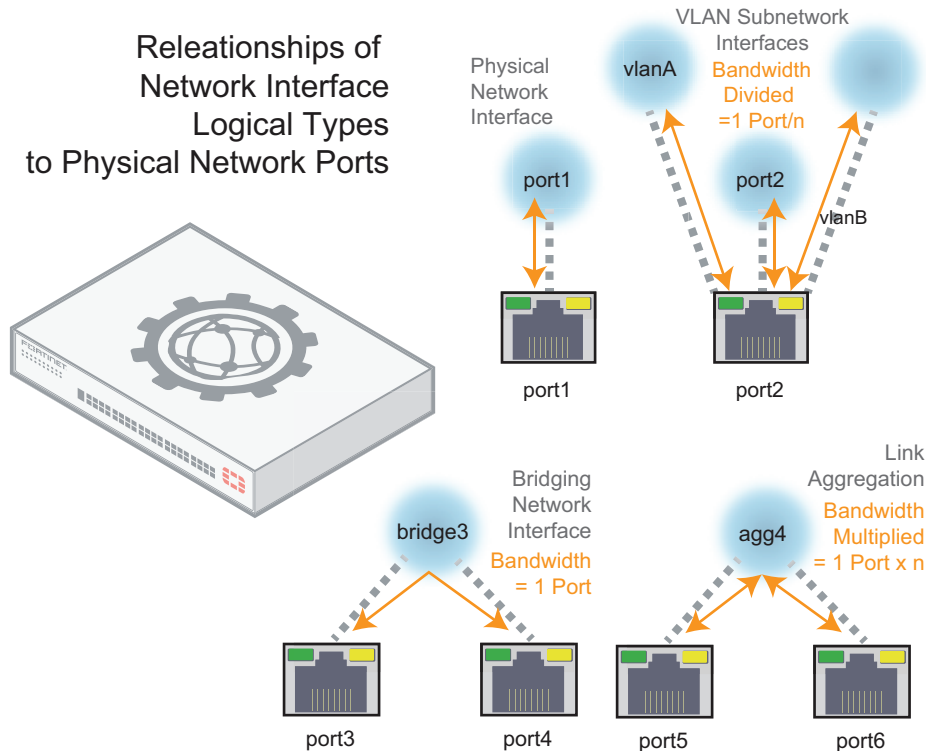 Releationships of
Network Interface
Logical Types
to Physical Network Ports
Physical
Network
Interface
port1
port1
VLAN Subnetwork
Interfaces
Bandwidth
Divided
=1 Port/n
vlanA
port2
vlanB
port2
FORTINET
Bridging
Network
Interface
Bandwidth
= 1 Port
bridge3
port3
port4
Link
Aggregation
Bandwidth
Multiplied
= 1 Port x n
agg4
port5
port6